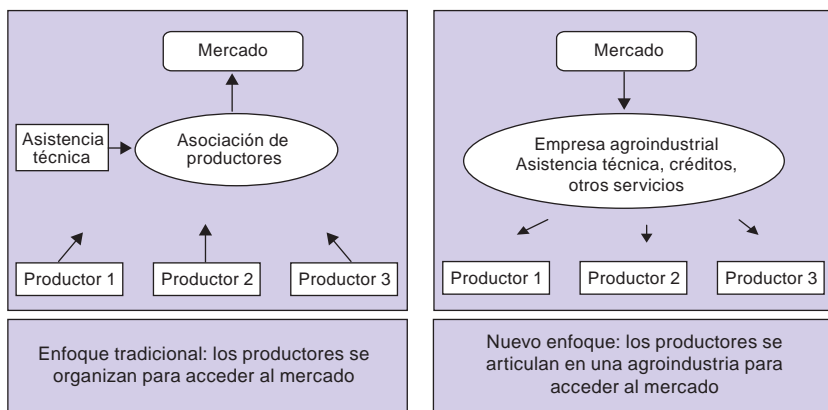 Mercado
Asistencia
técnica
Asociación de
productores
Productor 1
Productor 2
Productor 3
Enfoque tradicional: los productores se
organizan para acceder al mercado
Mercado
Empresa agroindustrial
Asistencia técnica, créditos,
otros servicios
Productor 1
Productor 2
Productor 3
Nuevo enfoque: los productores se
articulan en una agroindustria para
acceder al mercado